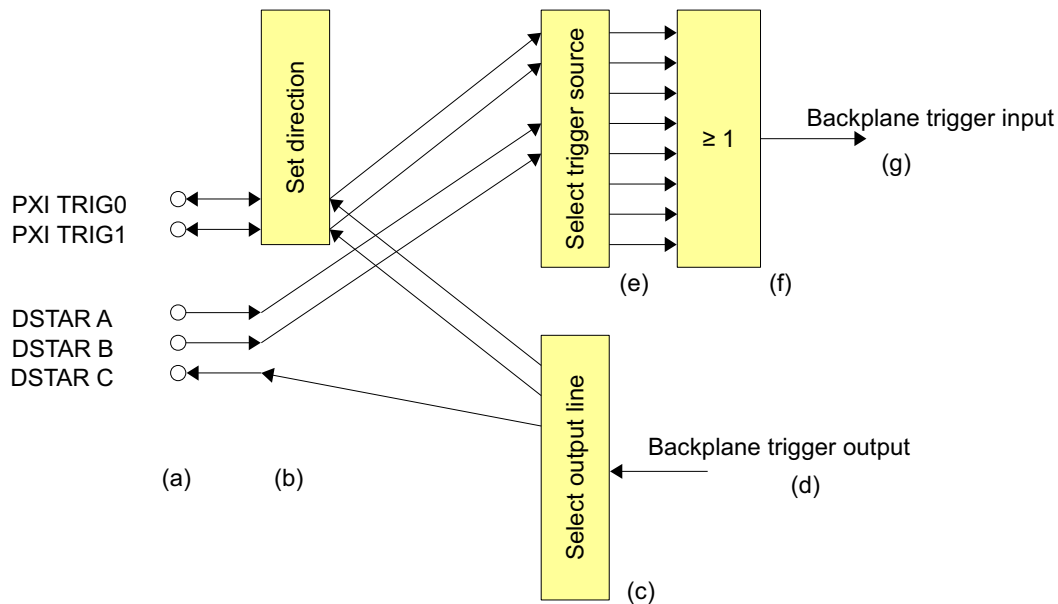 Set direction
Select trigger source
≥ 1
Backplane trigger input
(g)
PXI TRIG0
PXI TRIG1
(e)
(f)
DSTAR A
DSTAR B
DSTAR C
Select output line
Backplane trigger output
(a)
(b)
(d)
(c)